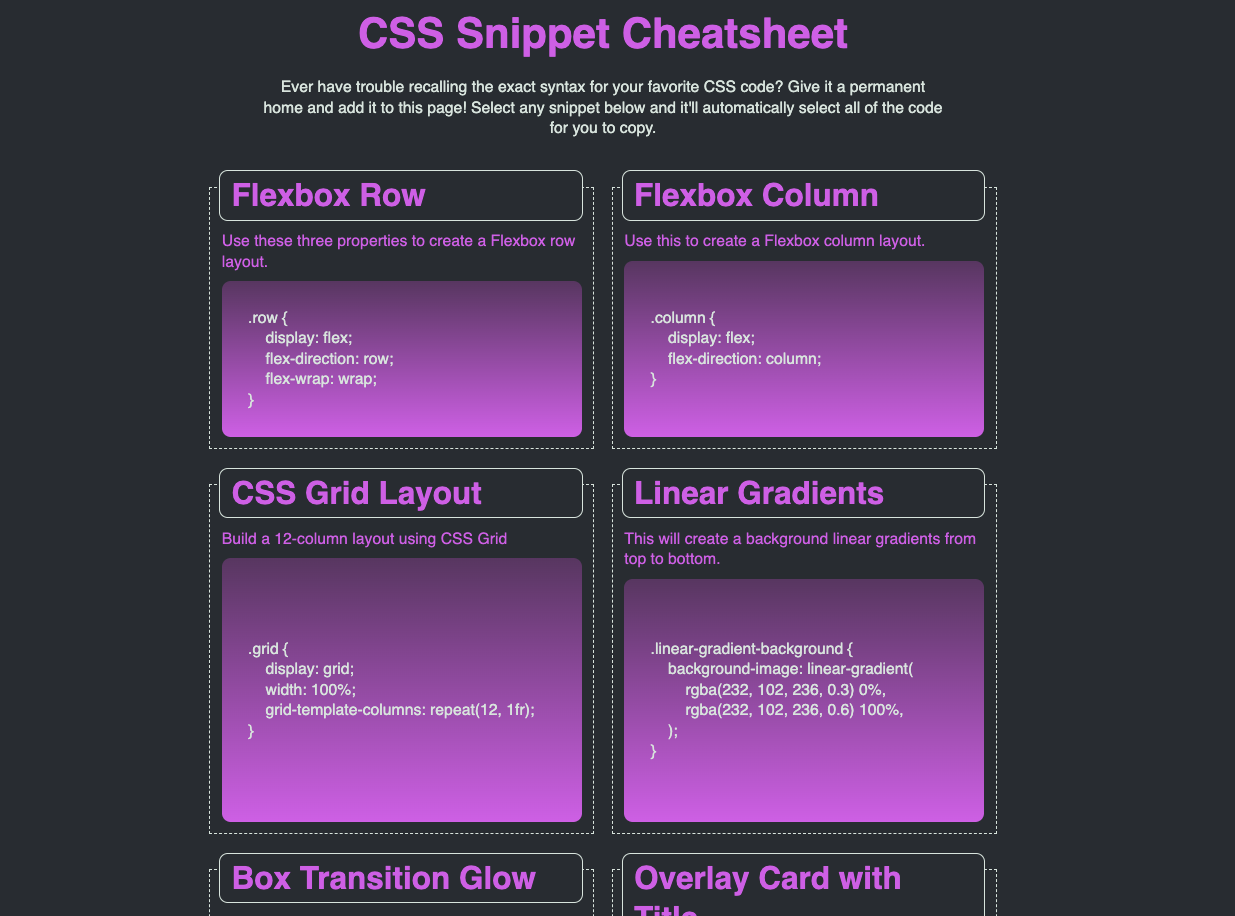 CSS Snippet Cheatsheet
Ever have trouble recalling the exact syntax for your favorite CSS code? Give it a permanent
home and add it to this page! Select any snippet below and it'll automatically select all of the code
for you to copy.
Flexbox Row
Use these three properties to create a Flexbox row
layout.
.row {
display: flex;
flex-direction: row;
flex-wrap: wrap;
}
Flexbox Column
Use this to create a Flexbox column layout.
.column {
display: flex;
flex-direction: column;
}
CSS Grid Layout
Build a 12-column layout using CSS Grid
.grid {
display: grid;
width: 100%;
grid-template-columns: repeat(12, 1fr);
}
Linear Gradients
This will create a background linear gradients from
top to bottom.
.linear-gradient-background {
background-image: linear-gradient(
rgba(232, 102, 236, 0.3) 0%,
rgba(232, 102, 236, 0.6) 100%,
);
}
Box Transition Glow
Overlay Card with
Title